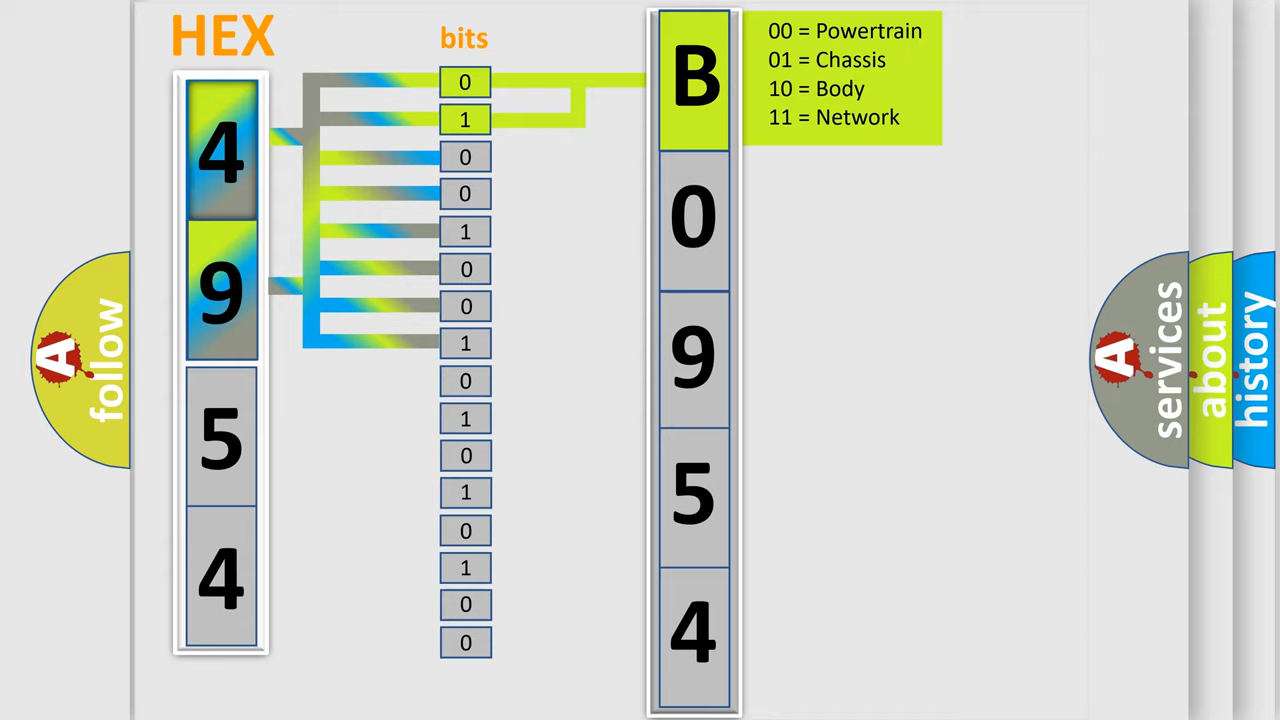 HEX
bits
4
9
5
4
0
1
0
0
1
0
0
1
0
1
0
1
0
1
0
0
B
0
9
5
4
00 = Powertrain
01 = Chassis
10 = Body
11 = Network
A
follow
A
services
about
history